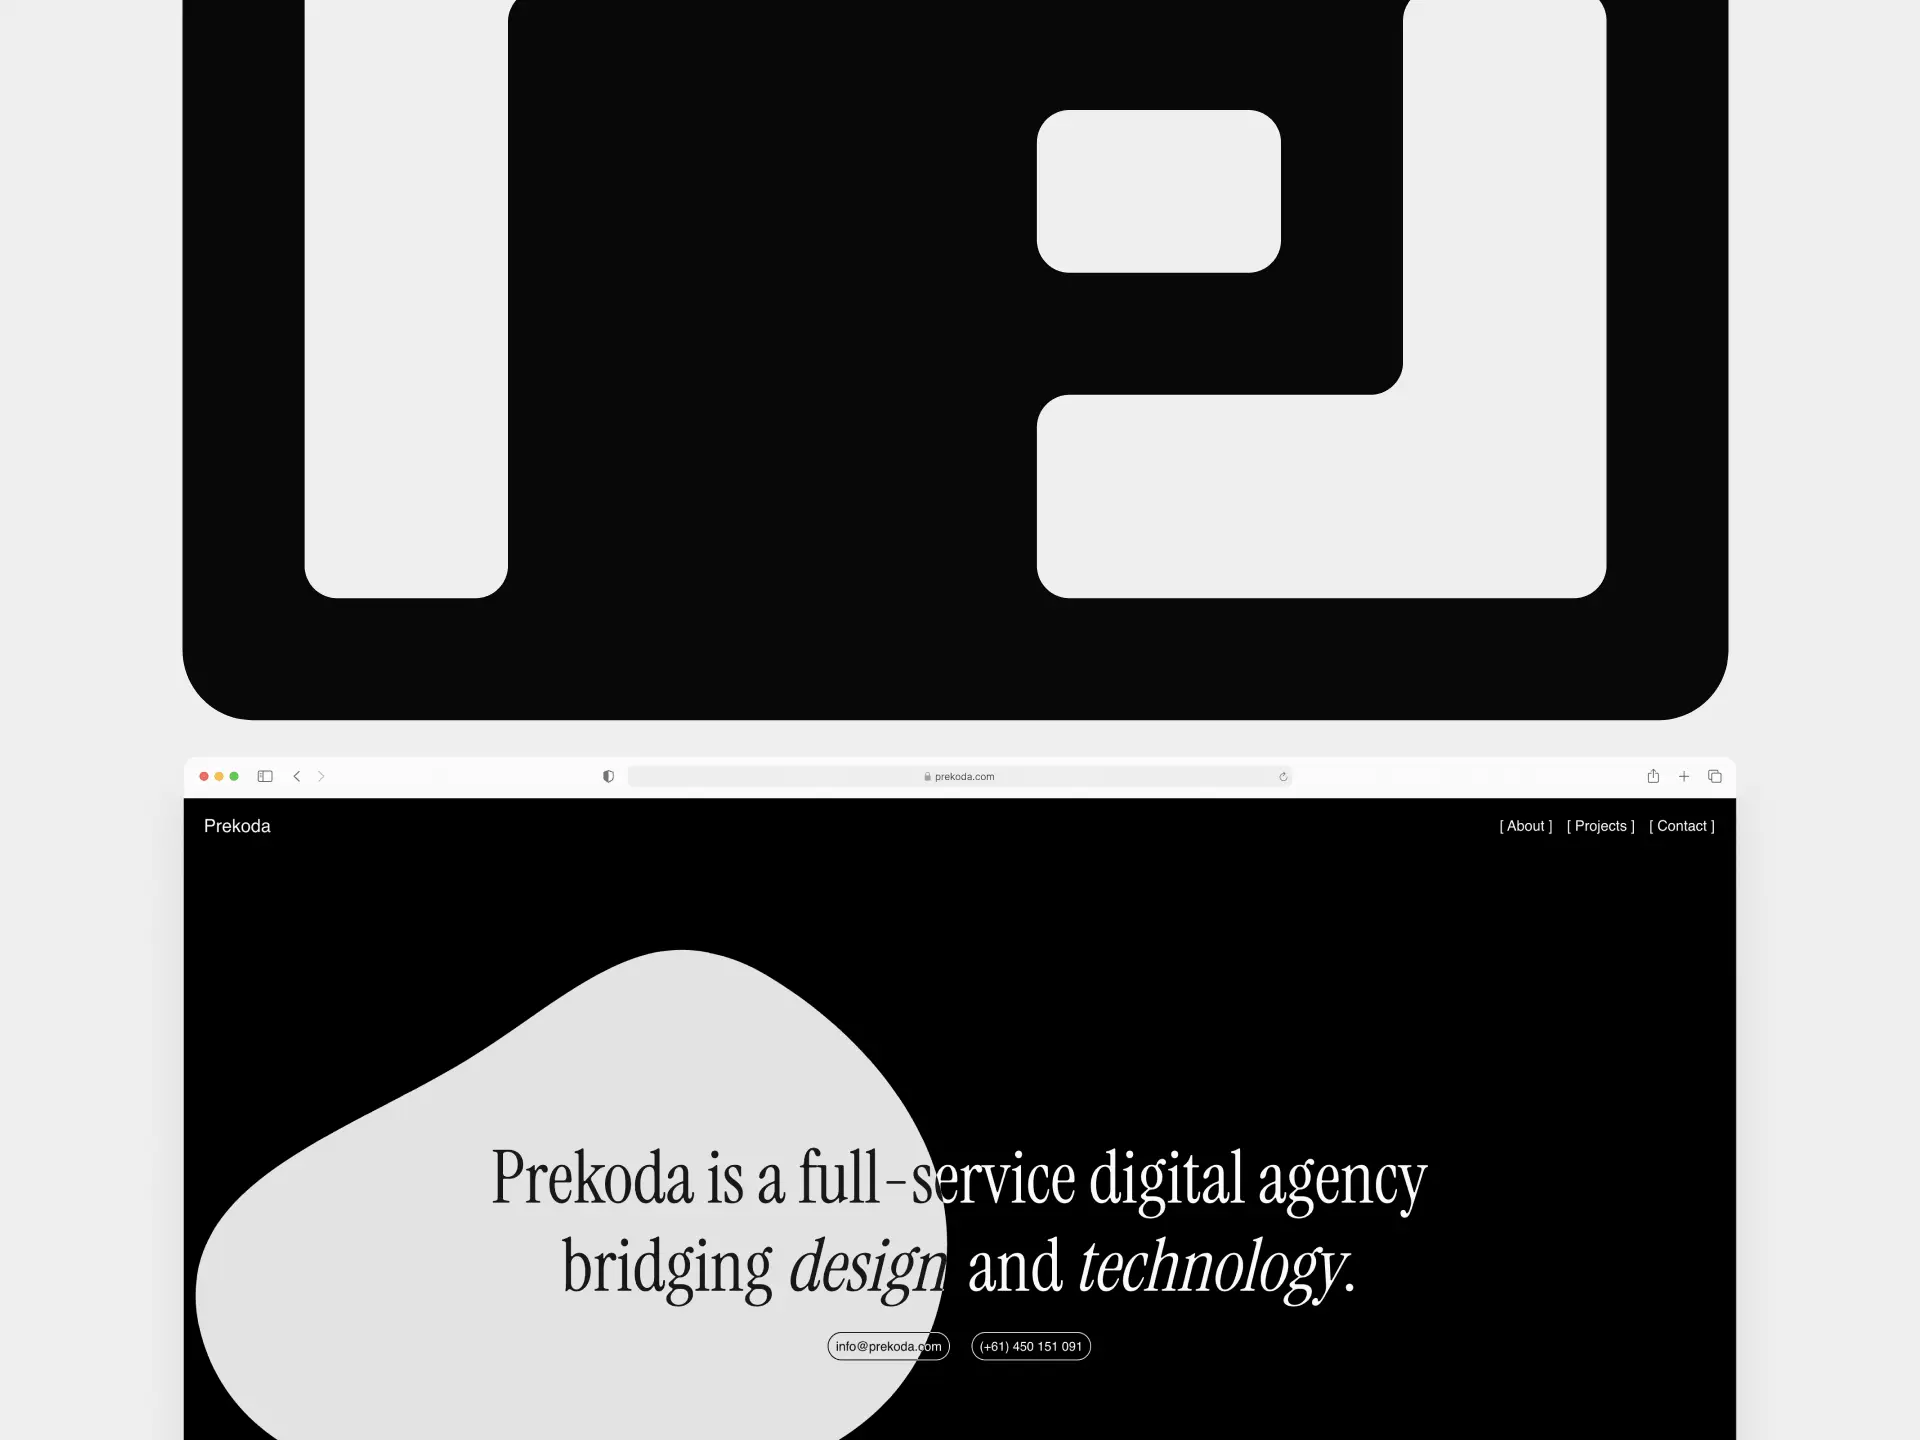 prekoda.com
Prekoda
[ About ] [ Projects ] [ Contact ]
Prekoda is a full-service digital agency
bridging design and technology.
info@prekoda.com
(+61) 450 151 091